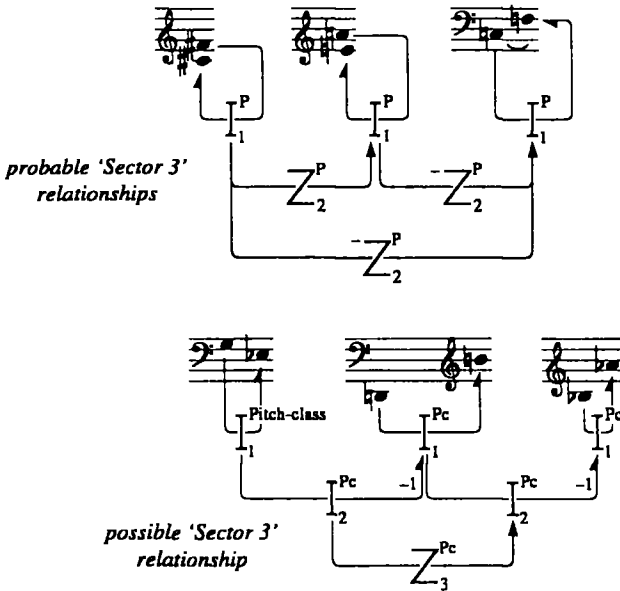 P
P
P
1
1
1
probable 'Sector 3'
relationships
P
−P
2
2
−P
2
Pitch-class
Pc
Pc
1
−1
1
−1
1
Pc
Pc
2
2
possible 'Sector 3'
relationship
Pc
3